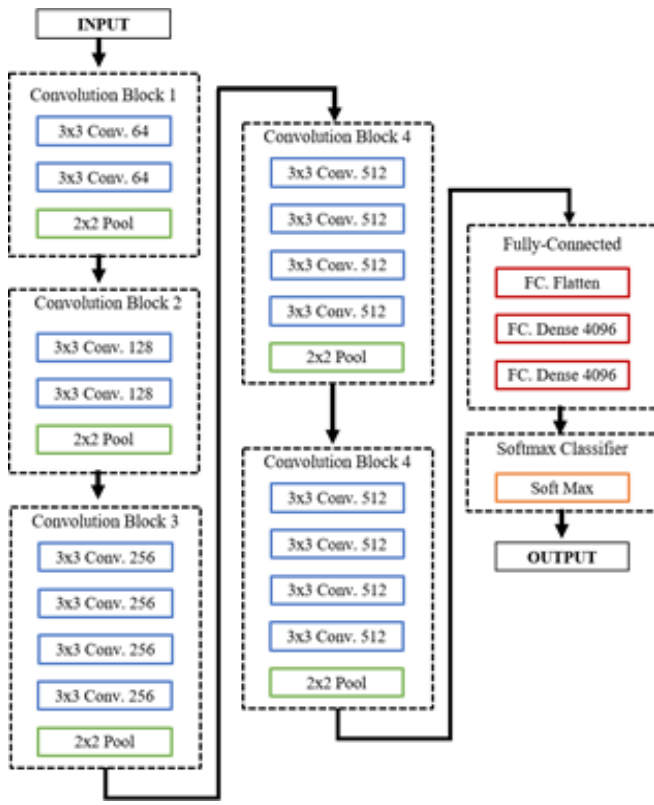 INPUT
Convolution Block 1
3x3 Conv. 64
3x3 Conv. 64
2x2 Pool
Convolution Block 2
3x3 Conv. 128
3x3 Conv. 128
2x2 Pool
Convolution Block 3
3x3 Conv. 256
3x3 Conv. 256
3x3 Conv. 256
3x3 Conv. 256
2x2 Pool
Convolution Block 4
3x3 Conv. 512
3x3 Conv. 512
3x3 Conv. 512
3x3 Conv. 512
2x2 Pool
Convolution Block 4
3x3 Conv. 512
3x3 Conv. 512
3x3 Conv. 512
3x3 Conv. 512
2x2 Pool
Fully-Connected
FC. Flatten
FC. Dense 4096
FC. Dense 4096
Softmax Classifier
Soft Max
OUTPUT